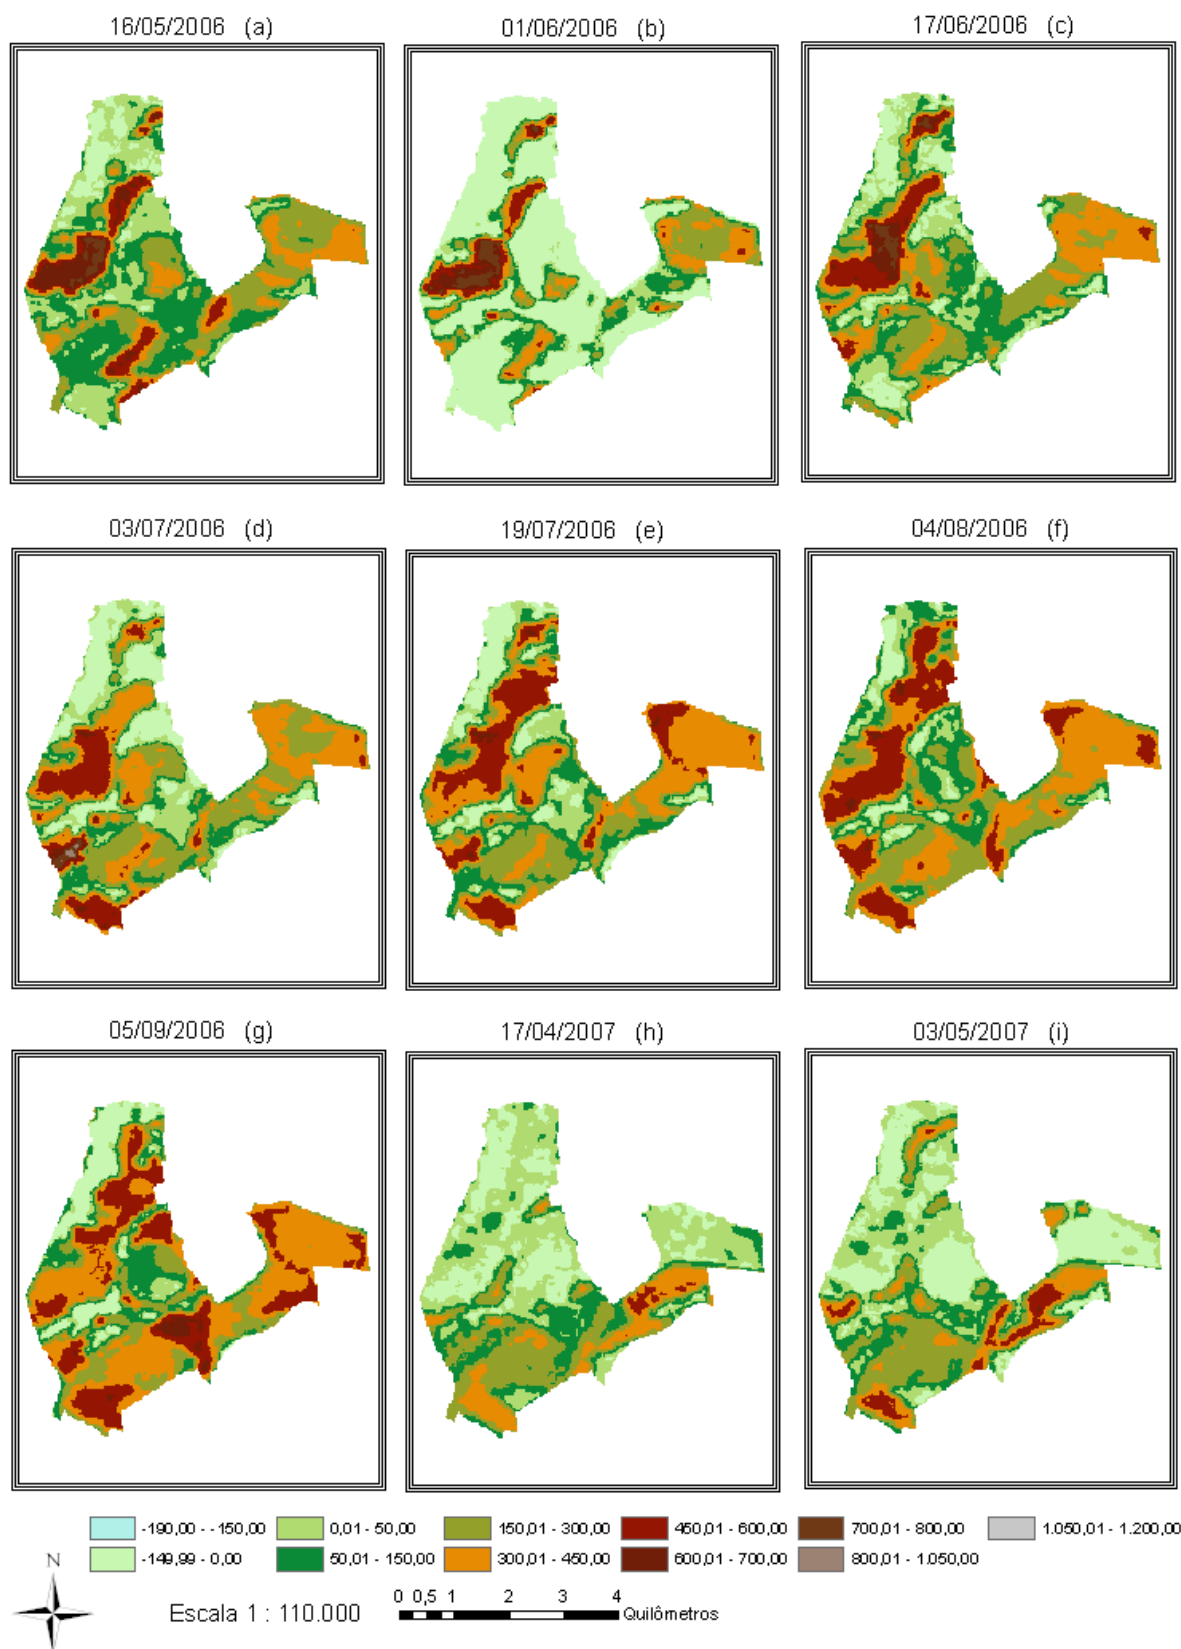 16/05/2006 (a) 01/06/2006 (b) 17/06/2006 (c)
03/07/2006 (d) 19/07/2006 (e) 04/08/2006 (f)
05/09/2006 (g) 17/04/2007 (h) 03/05/2007 (i)
-190,00 - -150,00 0,01 - 50,00 150,01 - 300,00 450,01 - 600,00 700,01 - 800,00 1.050,01 - 1.200,00
-149,99 - 0,00 50,01 - 150,00 300,01 - 450,00 600,01 - 700,00 800,01 - 1.050,00
N
0 0,5 1 2 3 4
Escala 1 : 110.000 Quilômetros